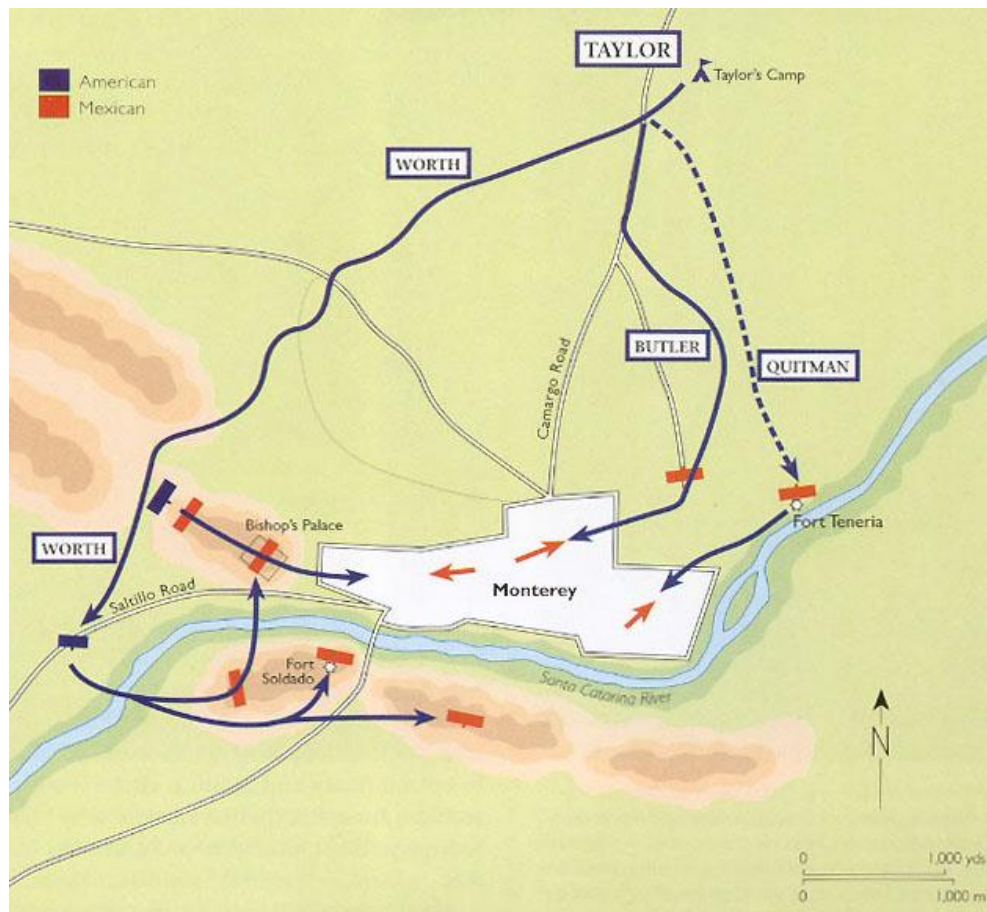 TAYLOR
Taylor's Camp
American
Mexican
WORTH
Camargo Road
BUTLER
QUITMAN
Bishop's Palace
Fort Teneria
WORTH
Saltillo Road
Monterey
Fort
Soldado
Santa Catarina River
N
0 1,000 yds
0 1,000 m